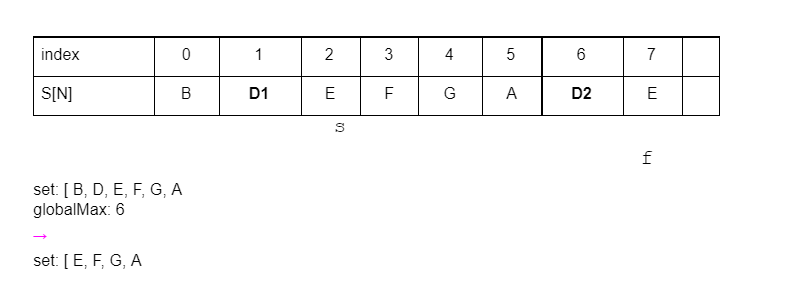 index 0 1 2 3 4 5 6 7
S[N] B D1 E F G A D2 E
s
f
set: [ B, D, E, F, G, A
globalMax: 6
→
set: [ E, F, G, A